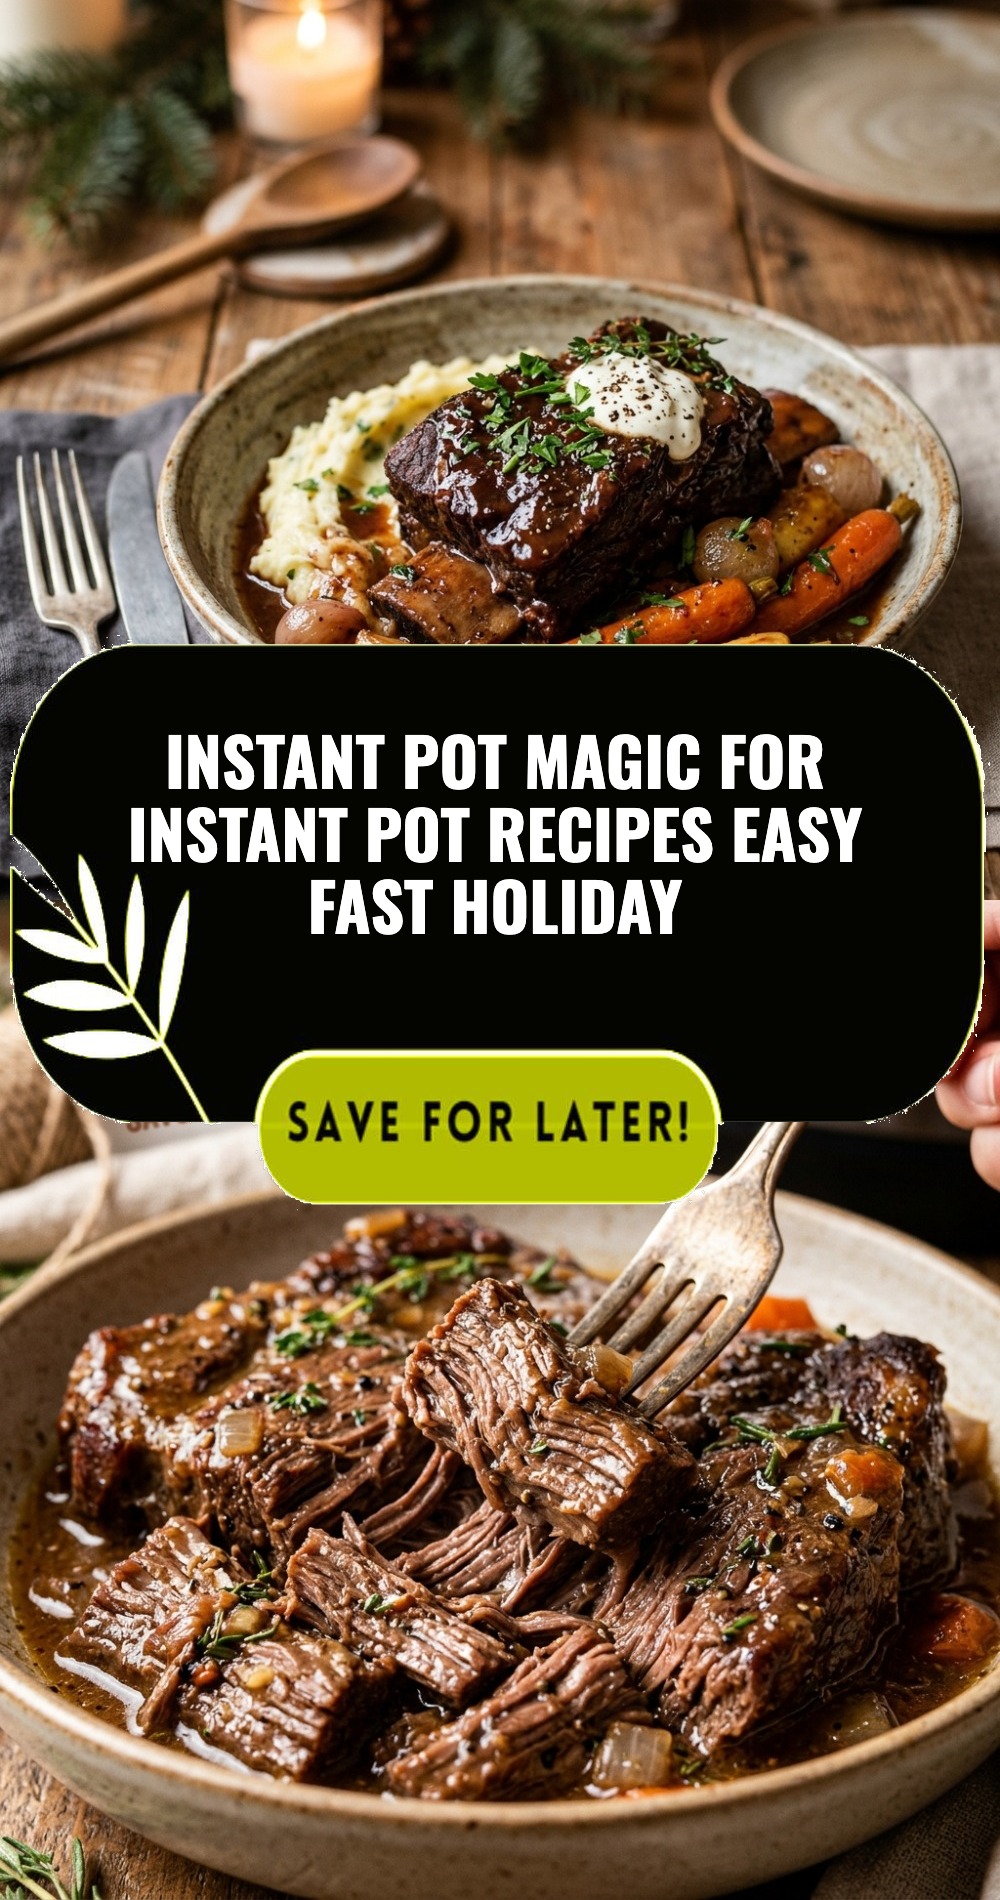 INSTANT POT MAGIC FOR
INSTANT POT RECIPES EASY
FAST HOLIDAY
SAVE FOR LATER!